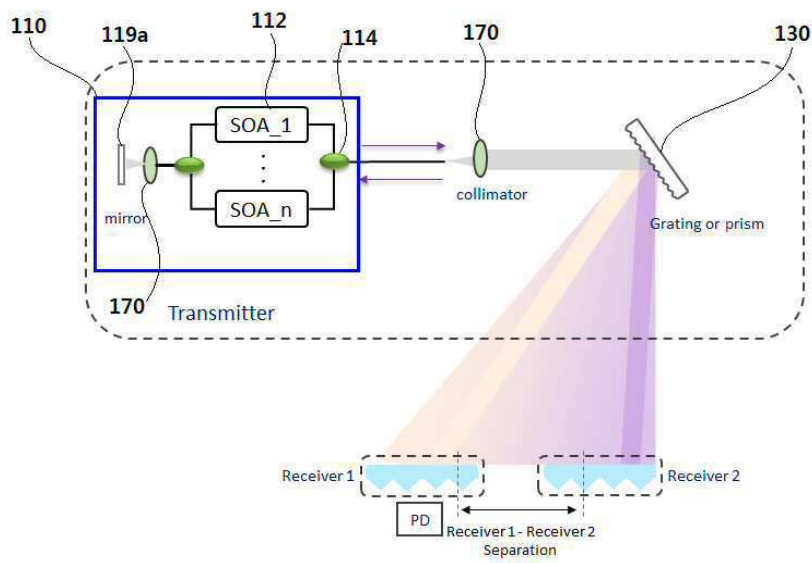 110
119a
112
114
170
130
SOA_1
SOA_n
mirror
collimator
Grating or prism
170
Transmitter
Receiver 1
Receiver 2
PD
Receiver 1 - Receiver 2
Separation